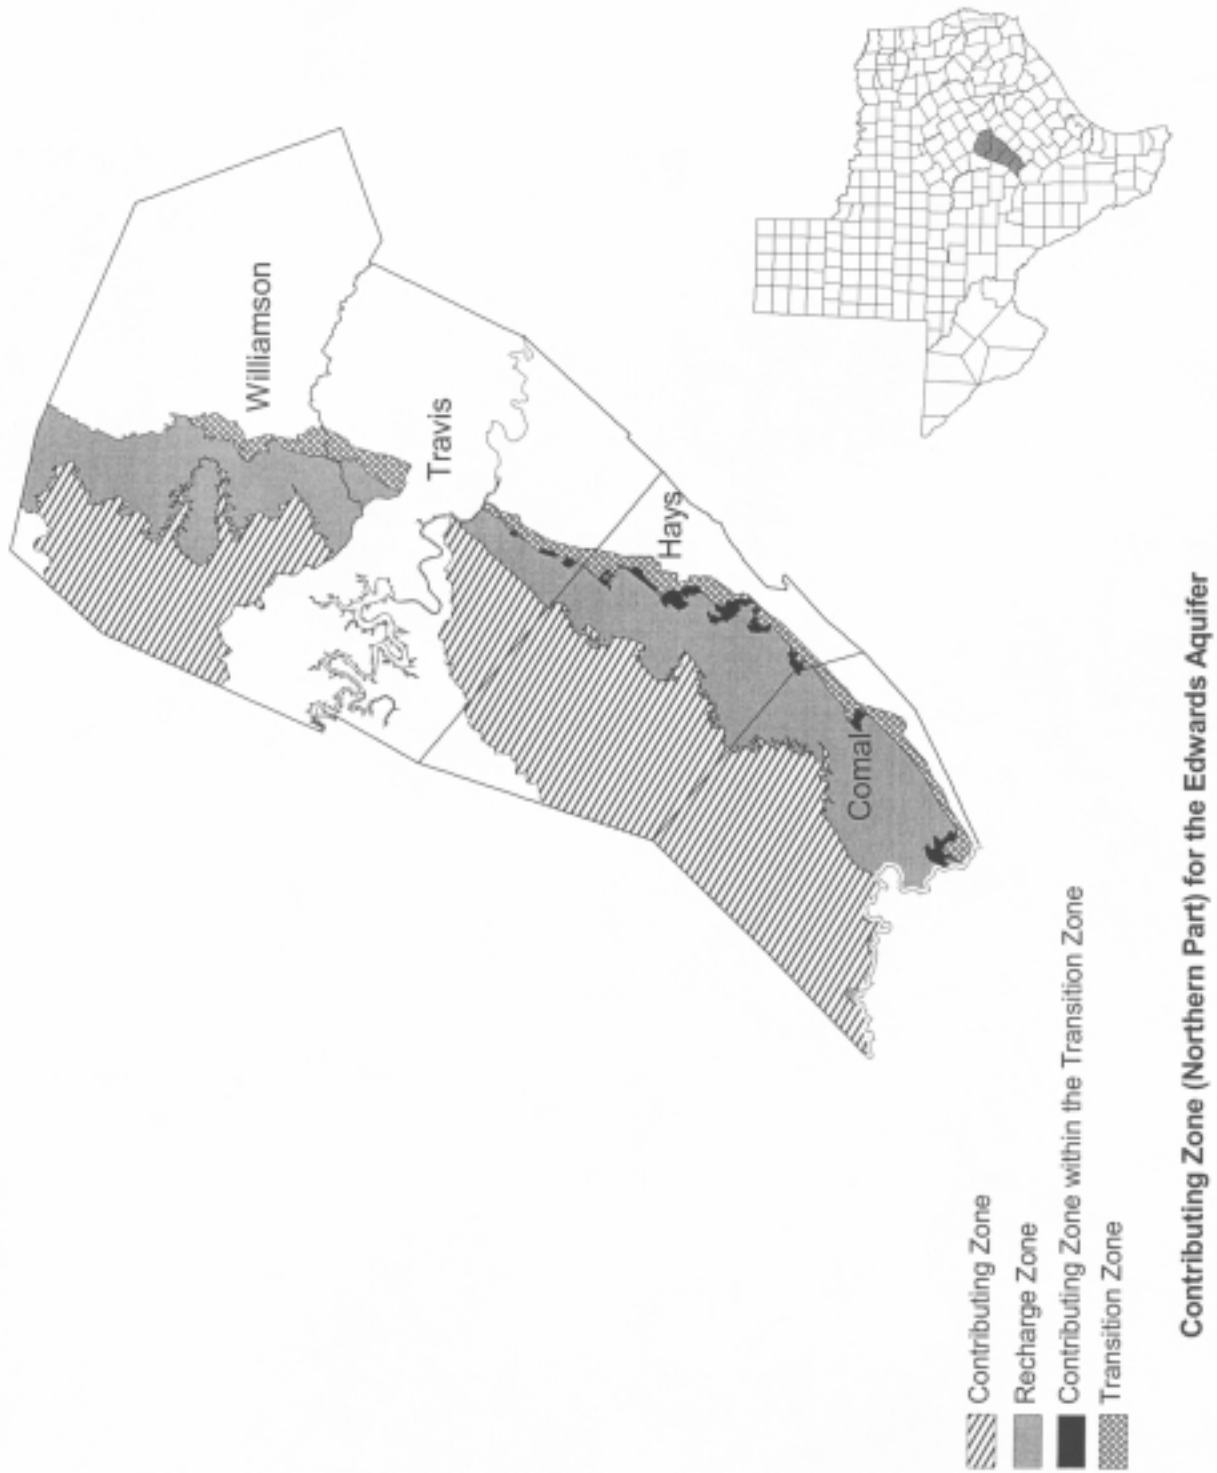 Williamson
Travis
Hays
Comal
Contributing Zone
Recharge Zone
Contributing Zone within the Transition Zone
Transition Zone
Contributing Zone (Northern Part) for the Edwards Aquifer